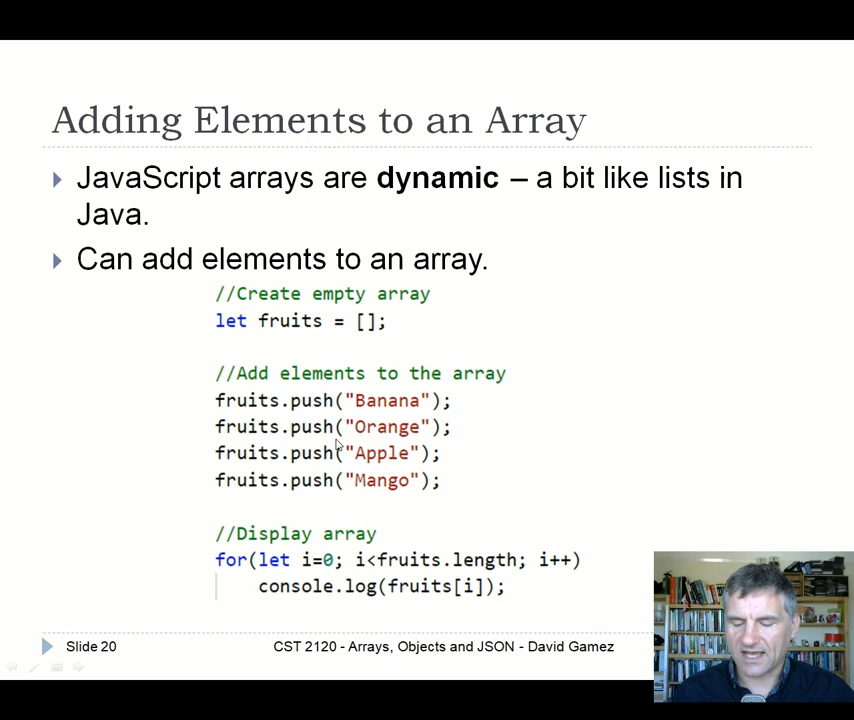 Adding Elements to an Array
JavaScript arrays are dynamic – a bit like lists in
Java.
Can add elements to an array.
//Create empty array
let fruits = [];
//Add elements to the array
fruits.push("Banana");
fruits.push("Orange");
fruits.push("Apple");
fruits.push("Mango");
//Display array
for(let i=0; i<fruits.length; i++)
console.log(fruits[i]);
Slide 20
CST 2120 - Arrays, Objects and JSON - David Gamez